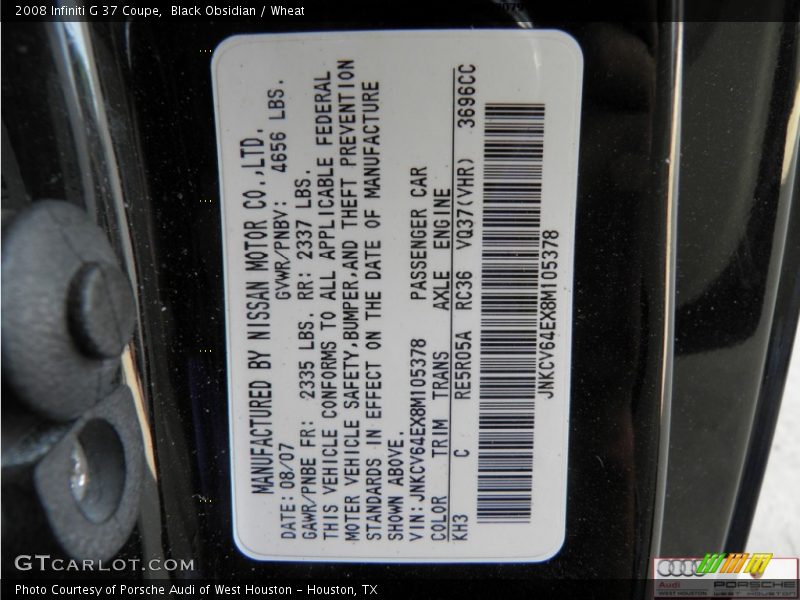 2008 Infiniti G 37 Coupe, Black Obsidian / Wheat
MANUFACTURED BY NISSAN MOTOR CO.,LTD.
DATE: 08/07 GVWR/PNBV: 4656 LBS.
GAWR/PNBE FR: 2335 LBS. RR: 2337 LBS.
THIS VEHICLE CONFORMS TO ALL APPLICABLE FEDERAL
MOTER VEHICLE SAFETY,BUMPER,AND THEFT PREVENTION
STANDARDS IN EFFECT ON THE DATE OF MANUFACTURE
SHOWN ABOVE.
VIN: JNKCV64EX8M105378 PASSENGER CAR
COLOR TRIM TRANS AXLE ENGINE
KH3 C RE5R05A RC36 VQ37(VHR) 3696CC
JNKCV64EX8M105378
GTCARLOT.COM
Photo Courtesy of Porsche Audi of West Houston - Houston, TX
Audi PORSCHE
WEST HOUSTON WEST HOUSTON